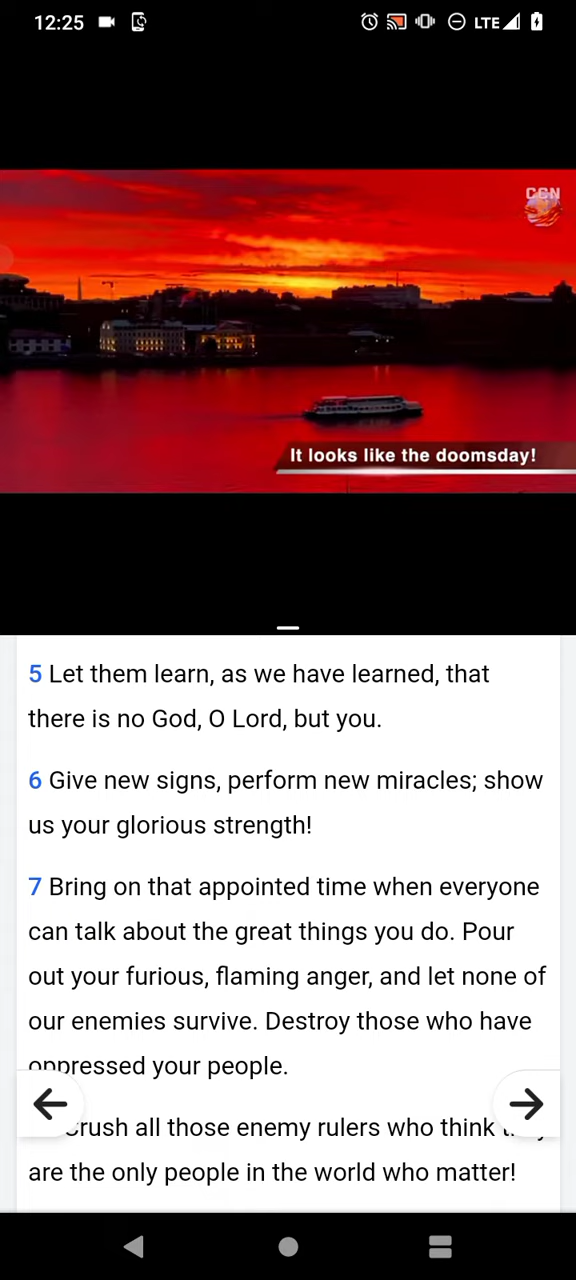 12:25
LTE
CGN
It looks like the doomsday!
5 Let them learn, as we have learned, that
there is no God, O Lord, but you.
6 Give new signs, perform new miracles; show
us your glorious strength!
7 Bring on that appointed time when everyone
can talk about the great things you do. Pour
out your furious, flaming anger, and let none of
our enemies survive. Destroy those who have
oppressed your people.
Crush all those enemy rulers who think
are the only people in the world who matter!